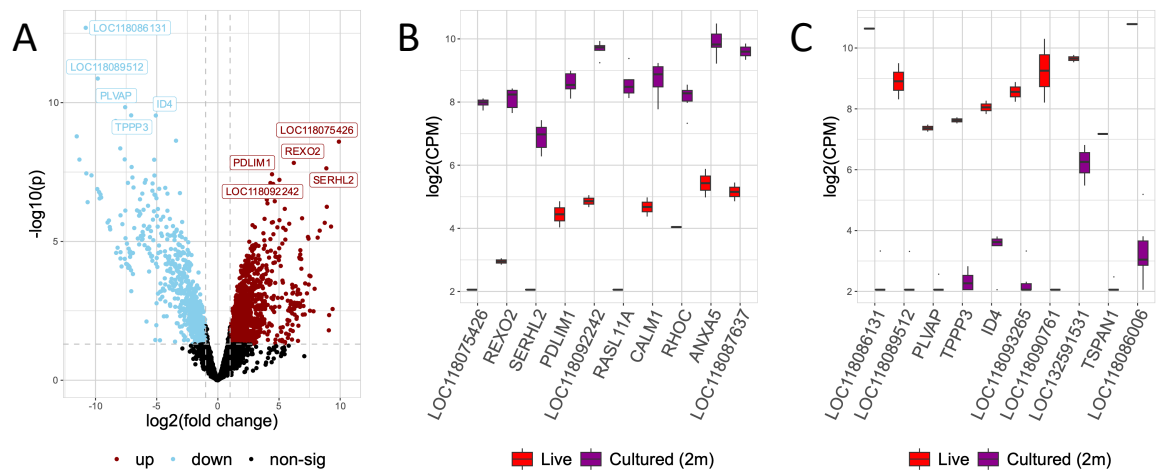 A
LOC118086131
LOC118089512
PLVAP
ID4
TPPP3
LOC118075426
REXO2
PDLIM1
SERHL2
LOC118092242
-log10(p)
10
5
0
-10
-5
0
5
10
log2(fold change)
up
down
non-sig
B
log2(CPM)
10
8
6
4
2
LOC118075426
REXO2
SERHL2
PDLIM1
LOC118092242
RASL11A
CALM1
RHOC
ANXA5
LOC118087637
Live
Cultured (2m)
C
log2(CPM)
10
8
6
4
2
LOC118086131
LOC118089512
PLVAP
TPPP3
ID4
LOC118093265
LOC118090761
LOC132591531
TSPAN1
LOC118086006
Live
Cultured (2m)